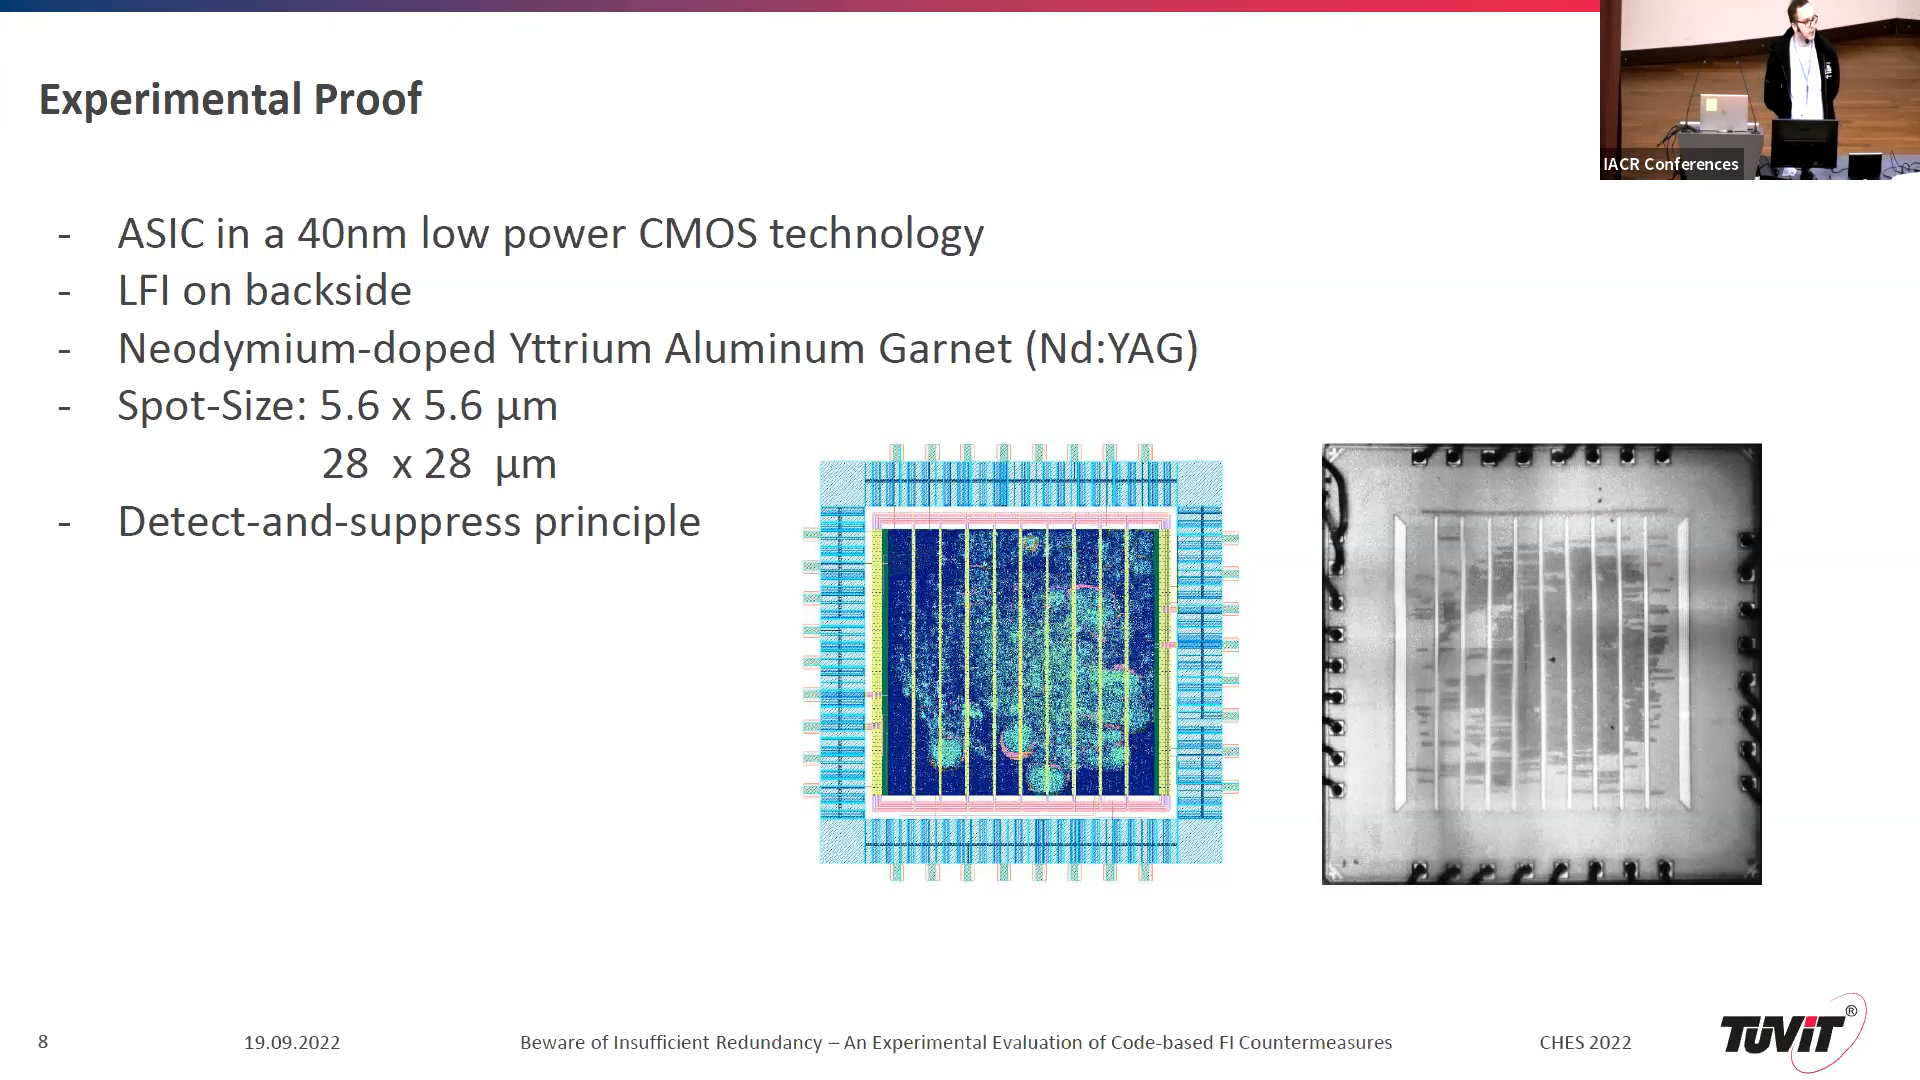 Experimental Proof
IACR Conferences
- ASIC in a 40nm low power CMOS technology
- LFI on backside
- Neodymium-doped Yttrium Aluminum Garnet (Nd:YAG)
- Spot-Size: 5.6 x 5.6 µm
28 x 28 µm
- Detect-and-suppress principle
8 19.09.2022 Beware of Insufficient Redundancy – An Experimental Evaluation of Code-based FI Countermeasures CHES 2022
TÜViT®